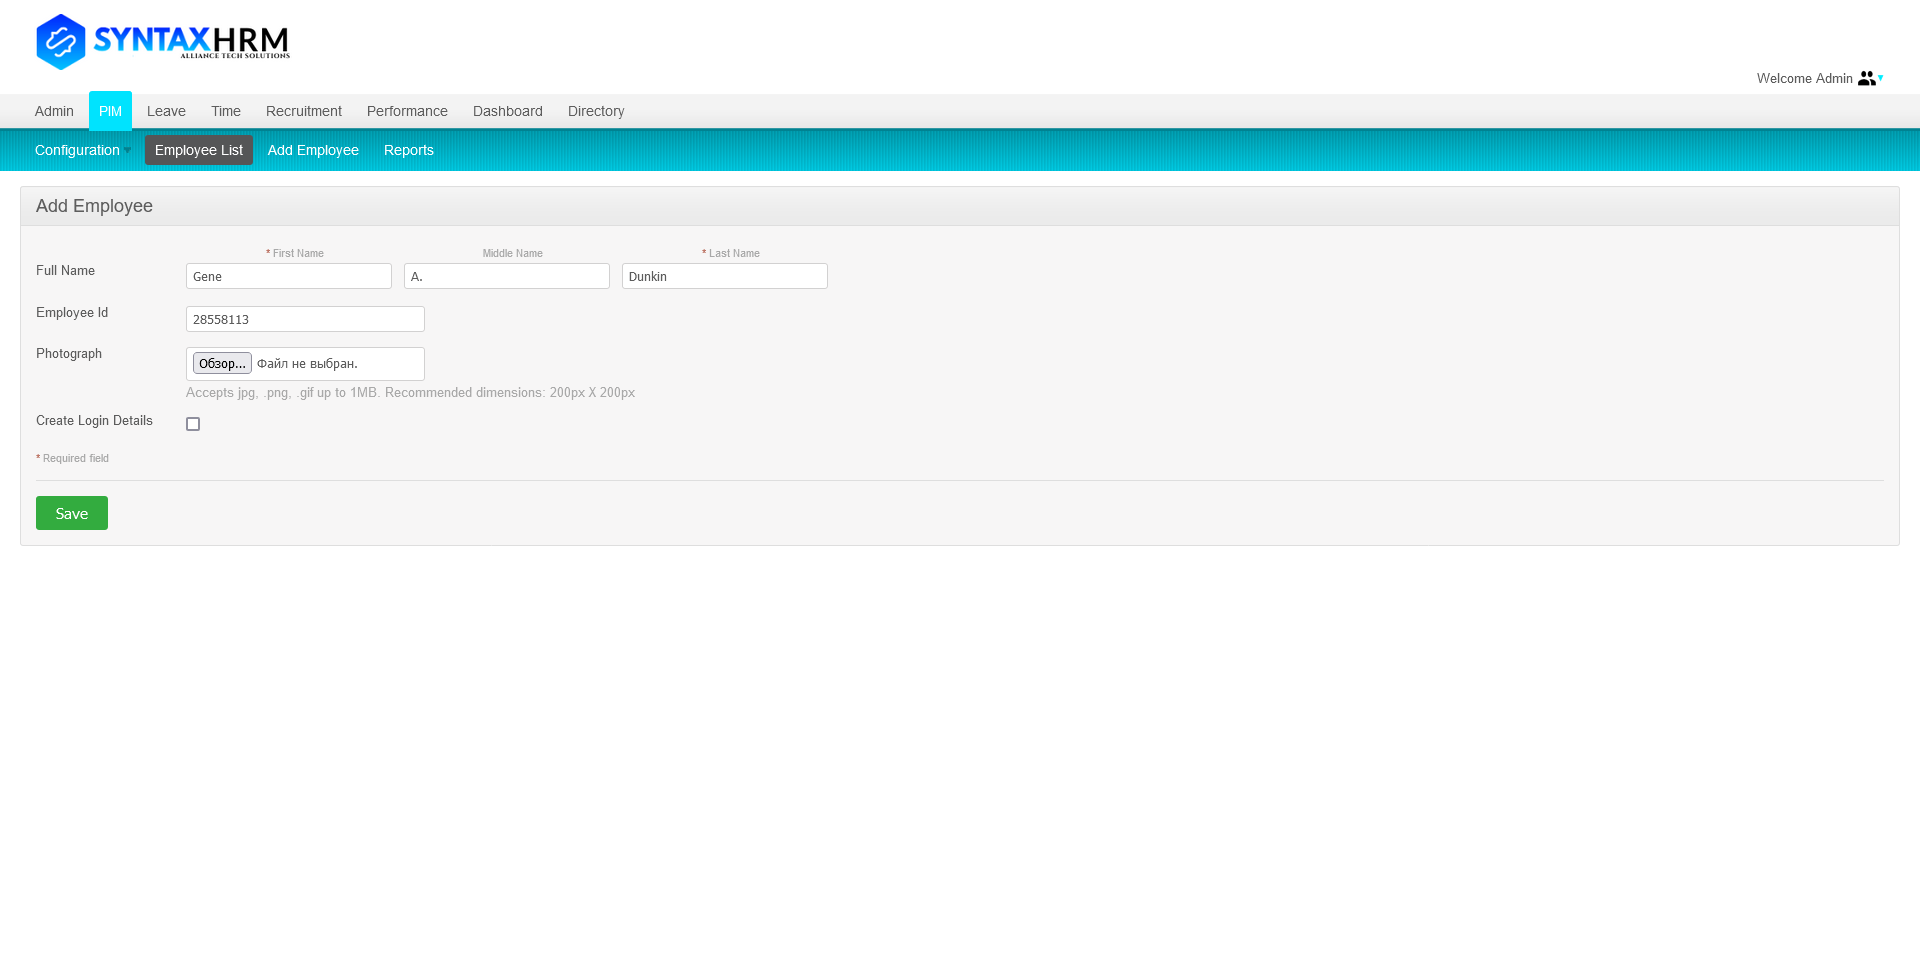 SYNTAXHRM
ALLIANCE TECH SOLUTIONS
Welcome Admin
Admin PIM Leave Time Recruitment Performance Dashboard Directory
Configuration Employee List Add Employee Reports
Add Employee
* First Name Middle Name * Last Name
Full Name Gene A. Dunkin
Employee Id 28558113
Photograph Обзор... Файл не выбран.
Accepts jpg, .png, .gif up to 1MB. Recommended dimensions: 200px X 200px
Create Login Details
* Required field
Save